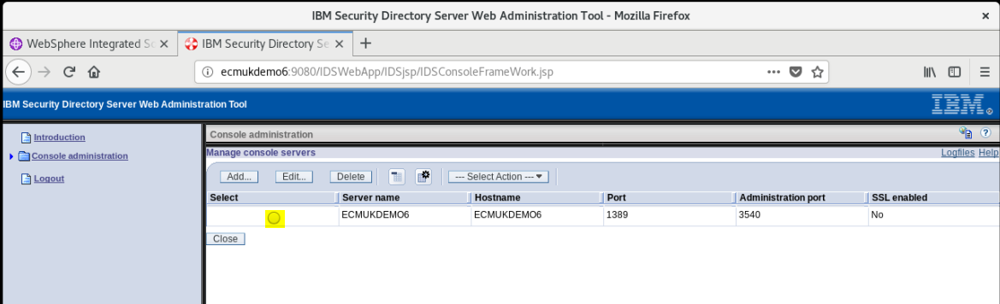 IBM Security Directory Server Web Administration Tool - Mozilla Firefox
WebSphere Integrated So
IBM Security Directory Se
ecmukdemo6:9080/IDSWebApp/IDSjsp/IDSConsoleFrameWork.jsp
IBM Security Directory Server Web Administration Tool
IBM®
Introduction
Console administration
Logout
Console administration
Manage console servers Logfiles Help
Add... Edit... Delete --- Select Action ---
Select Server name Hostname Port Administration port SSL enabled
ECMUKDEMO6 ECMUKDEMO6 1389 3540 No
Close